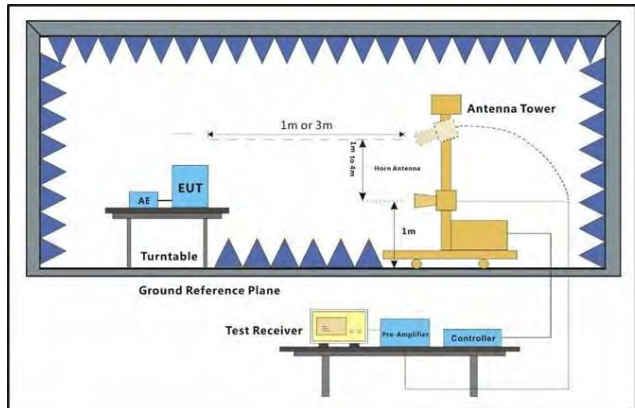 Antenna Tower
1m or 3m
1m to 4m
Horn Antenna
EUT
AE
1m
Turntable
Ground Reference Plane
Test Receiver
Pre-Amplifier
Controller